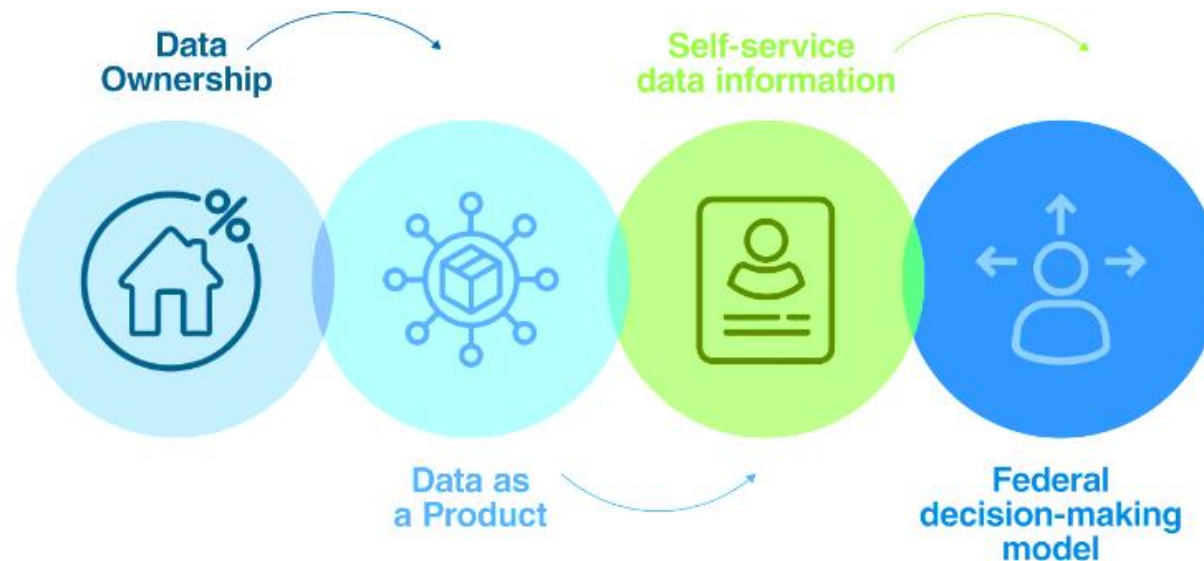 Data
Ownership
Self-service
data information
Data as
a Product
Federal
decision-making
model